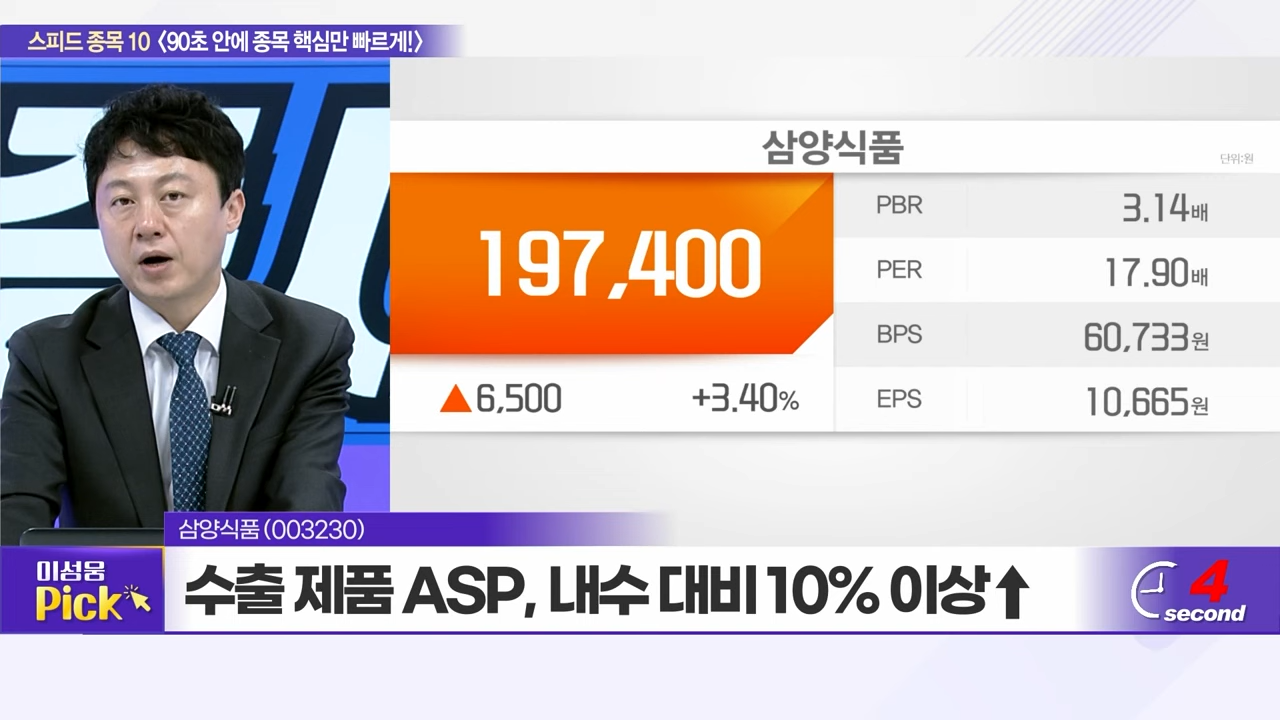 스피드 종목 10 〈90초 안에 종목 핵심만 빠르게!〉
삼양식품
단위:원
197,400
▲6,500 +3.40%
PBR 3.14배
PER 17.90배
BPS 60,733원
EPS 10,665원
삼양식품 (003230)
이섬뭉
Pick
수출 제품 ASP, 내수 대비 10% 이상↑
4
second